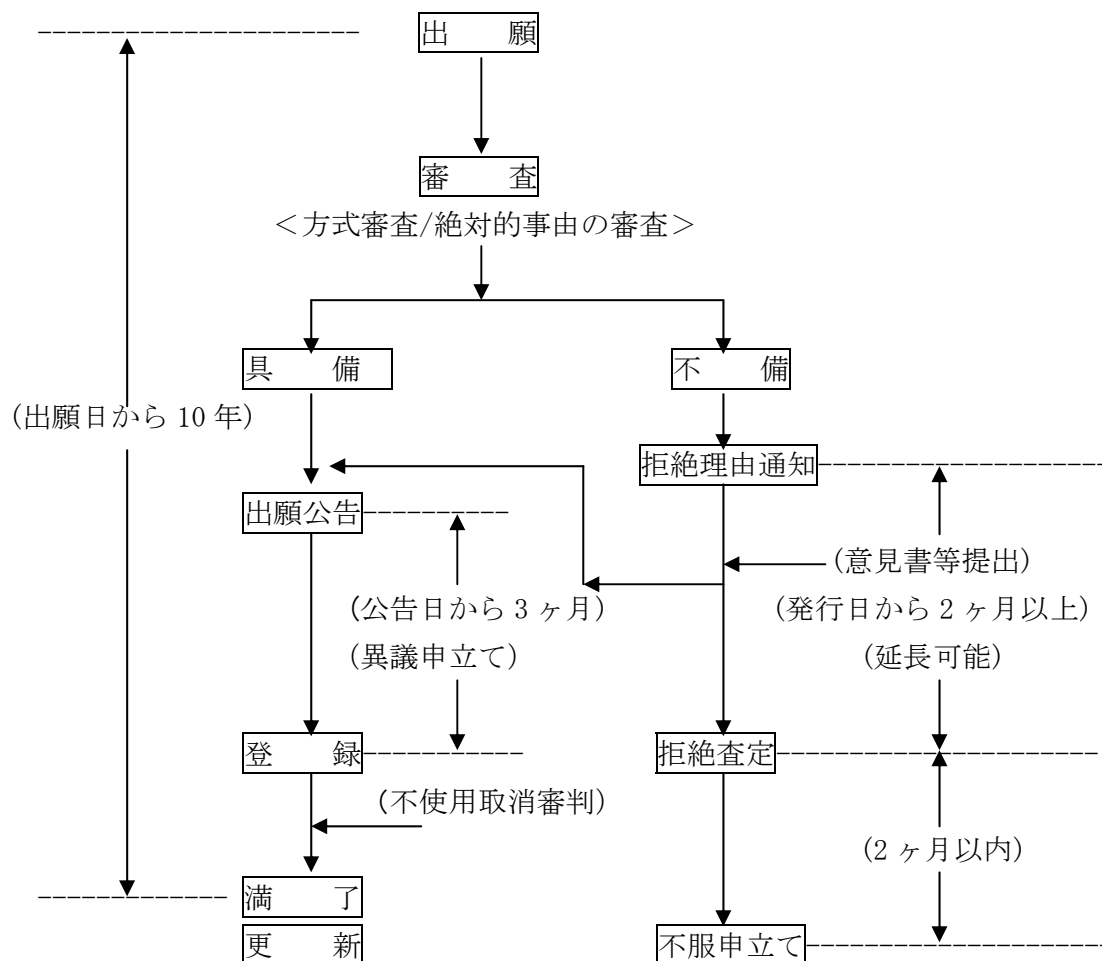 出　　願
審　　査
＜方式審査/絶対的事由の審査＞
具　　備
不　　備
(出願日から 10 年)
拒絶理由通知
出願公告
(意見書等提出)
(公告日から 3 ヶ月)
(発行日から 2 ヶ月以上)
(異議申立て)
(延長可能)
登　　録
拒絶査定
(不使用取消審判)
(2 ヶ月以内)
満　　了
更　　新
不服申立て